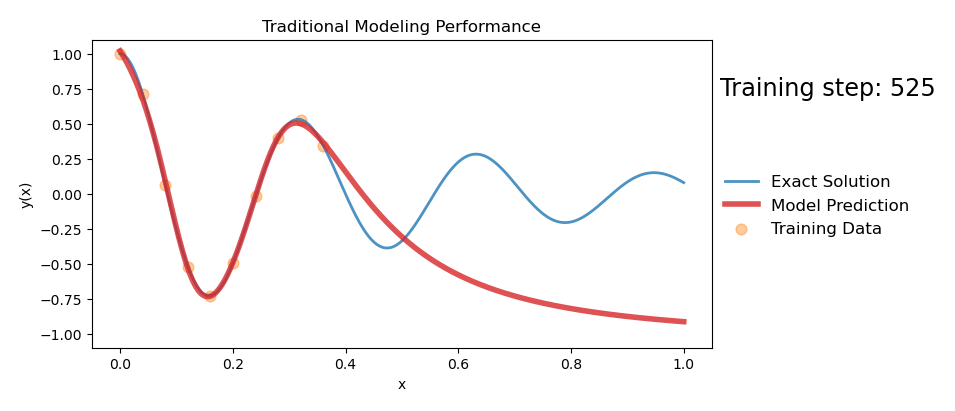 Traditional Modeling Performance
Training step: 525
1.00
0.75
0.50
0.25
0.00
−0.25
−0.50
−0.75
−1.00
y(x)
0.0 0.2 0.4 0.6 0.8 1.0
x
Exact Solution
Model Prediction
Training Data